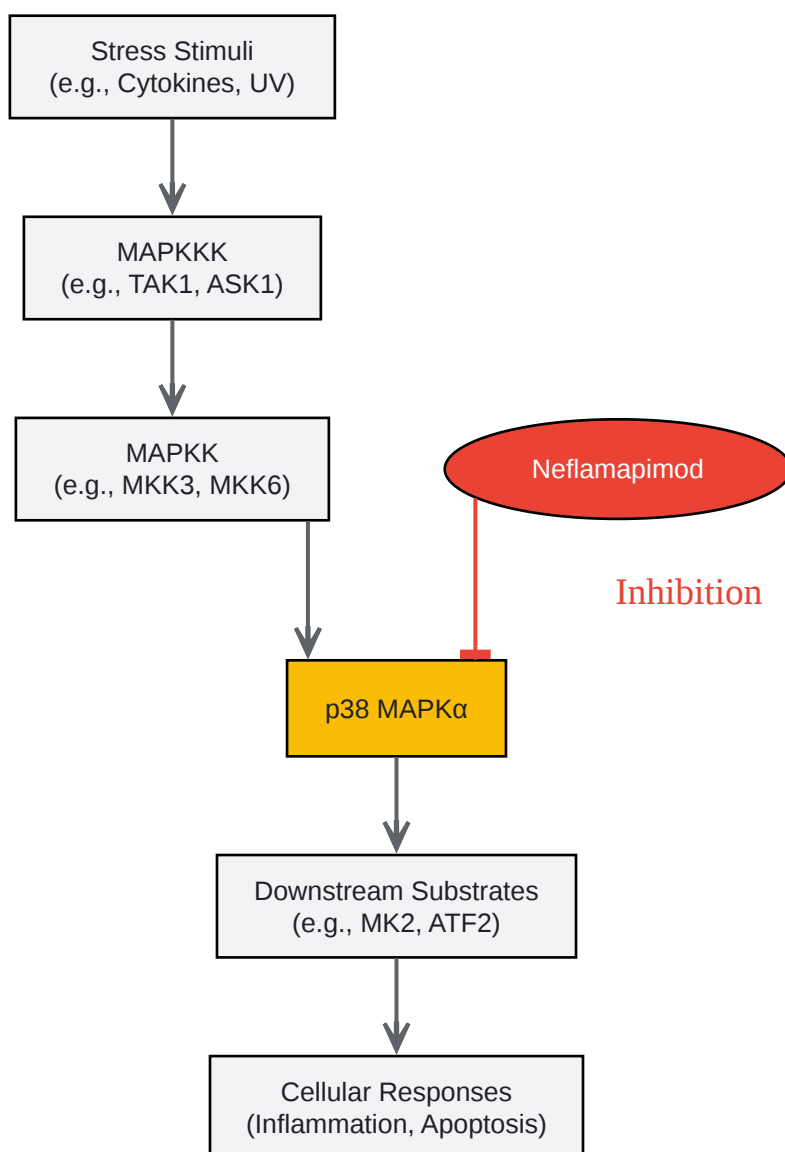 Stress Stimuli
(e.g., Cytokines, UV)
MAPKKK
(e.g., TAK1, ASK1)
MAPKK
(e.g., MKK3, MKK6)
Neflamapimod
Inhibition
p38 MAPKα
Downstream Substrates
(e.g., MK2, ATF2)
Cellular Responses
(Inflammation, Apoptosis)